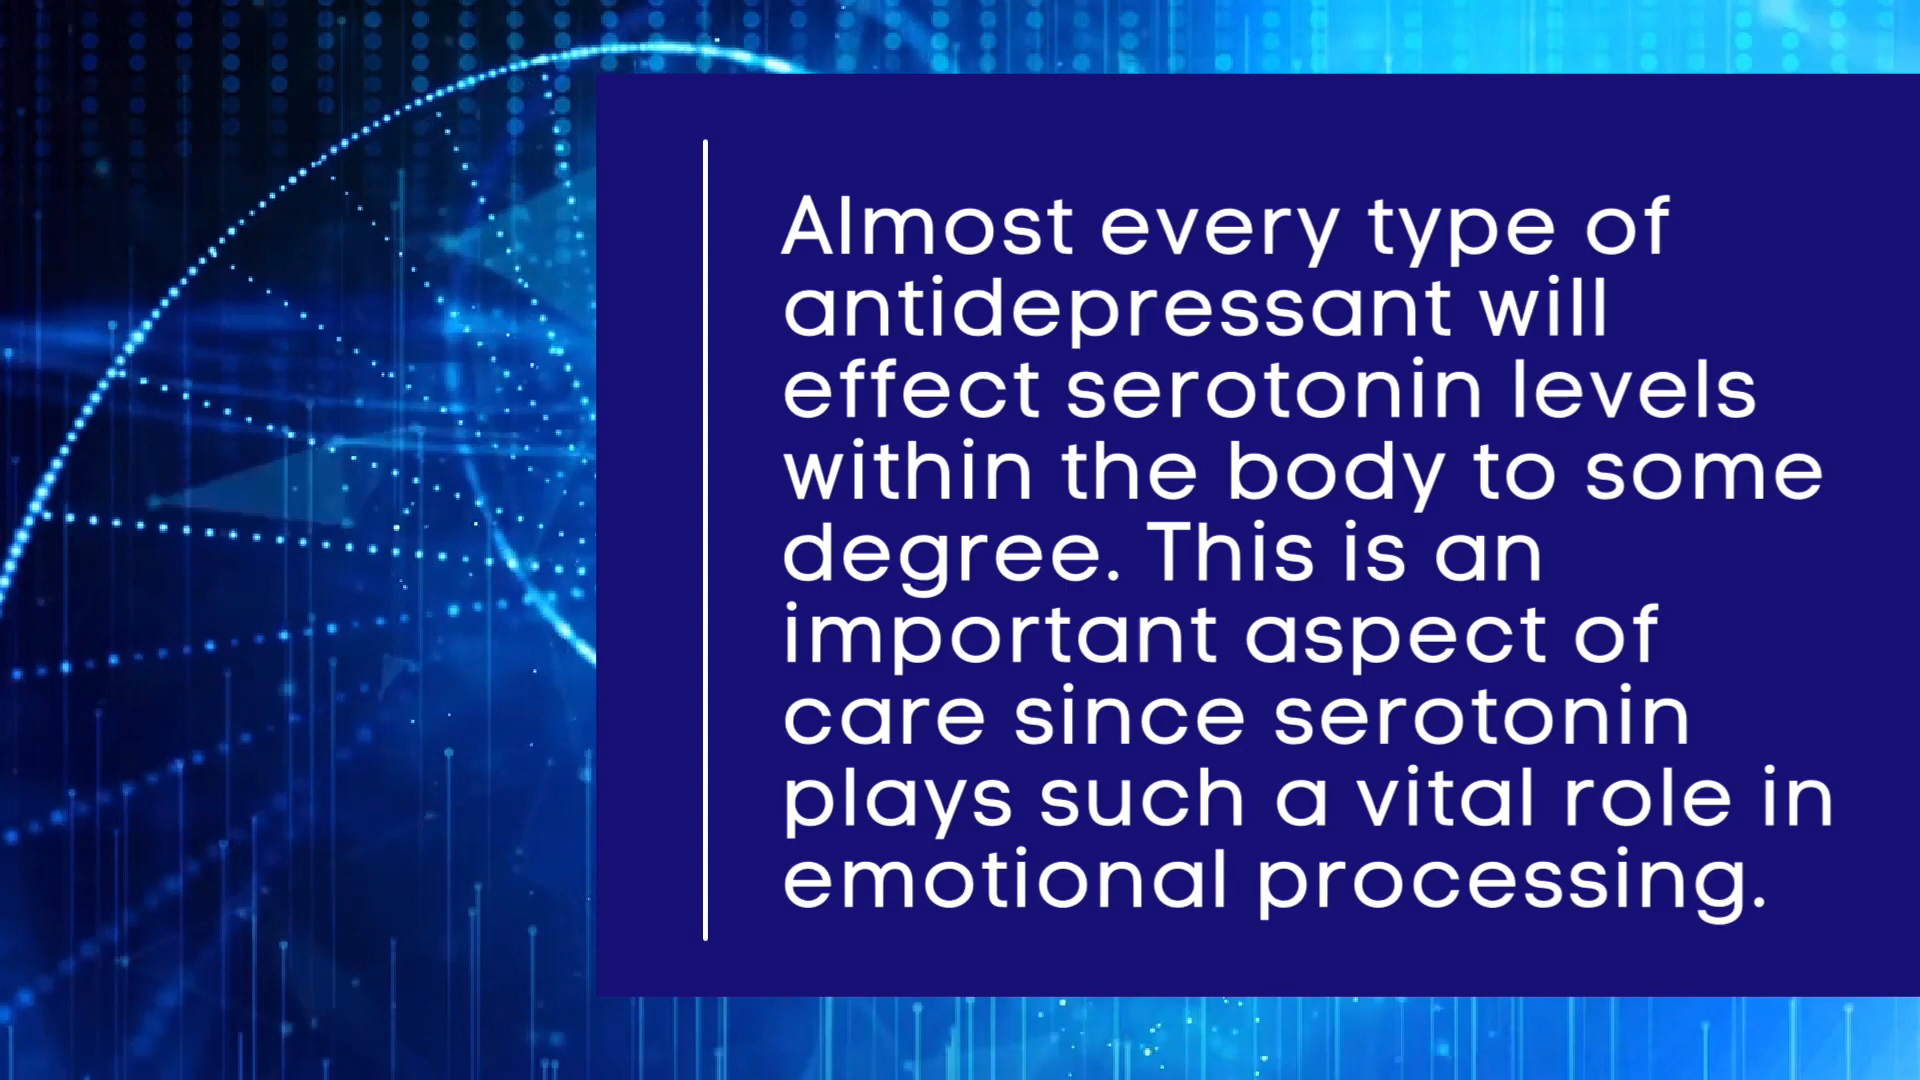 Almost every type of
antidepressant will
effect serotonin levels
within the body to some
degree. This is an
important aspect of
care since serotonin
plays such a vital role in
emotional processing.